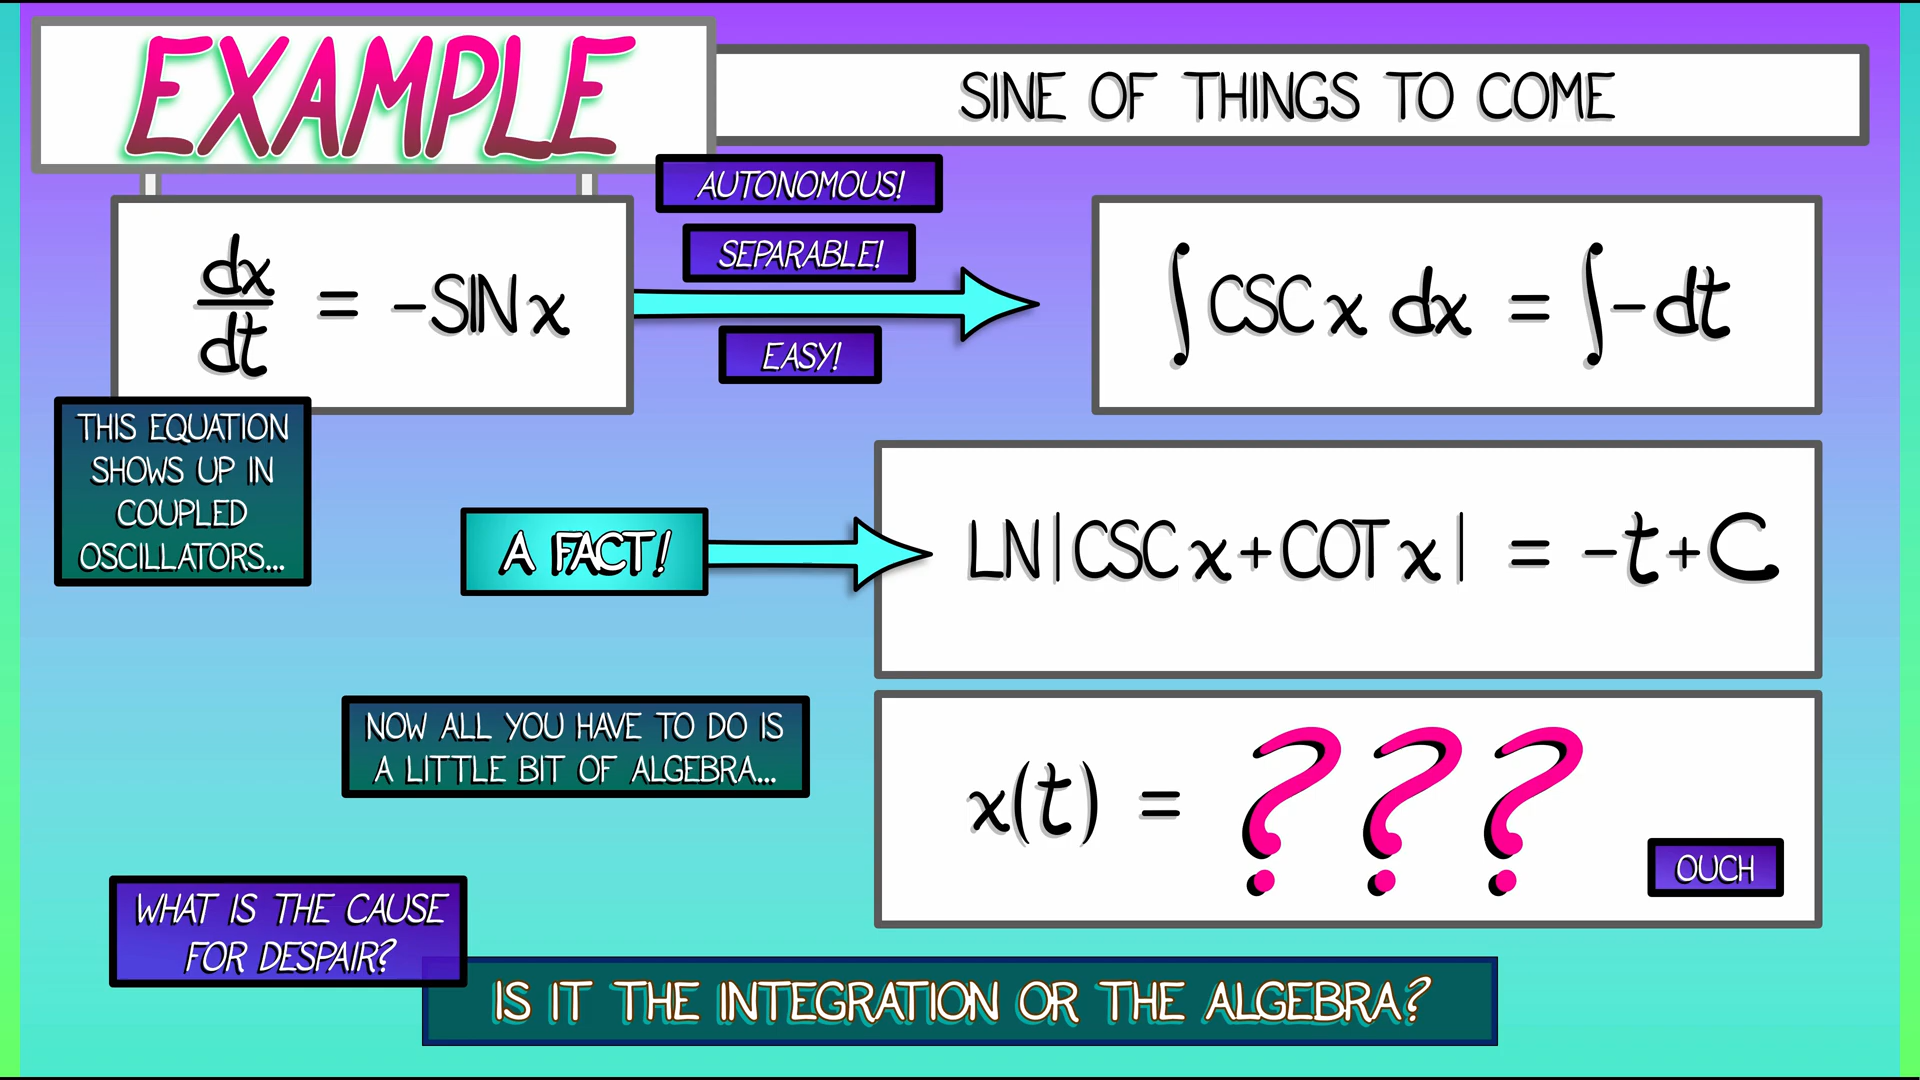 EXAMPLE
SINE OF THINGS TO COME
AUTONOMOUS!
SEPARABLE!
EASY!
dx/dt = -SIN x
∫CSC x dx = ∫-dt
THIS EQUATION
SHOWS UP IN
COUPLED
OSCILLATORS...
A FACT!
LN|CSC x+COT x| = -t+C
NOW ALL YOU HAVE TO DO IS
A LITTLE BIT OF ALGEBRA...
x(t) = ???
OUCH
WHAT IS THE CAUSE
FOR DESPAIR?
IS IT THE INTEGRATION OR THE ALGEBRA?